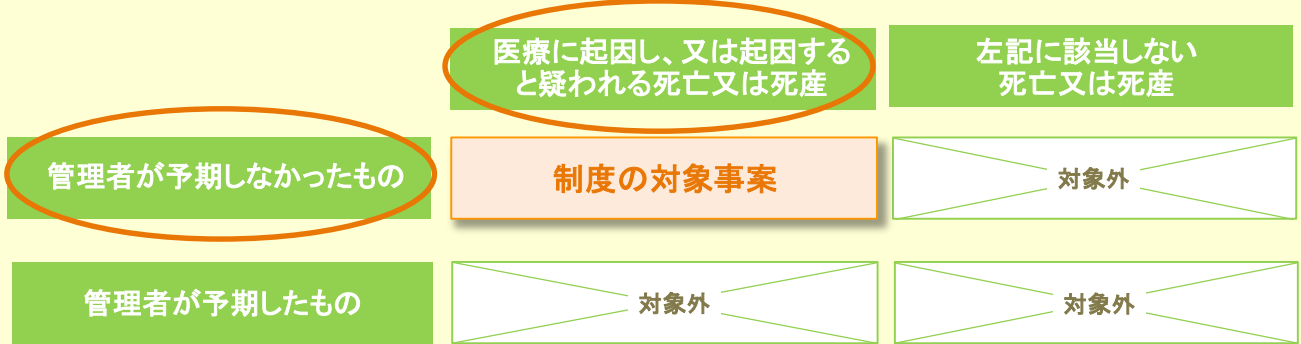 医療に起因し、又は起因する
と疑われる死亡又は死産
左記に該当しない
死亡又は死産
管理者が予期しなかったもの
制度の対象事案
対象外
管理者が予期したもの
対象外
対象外